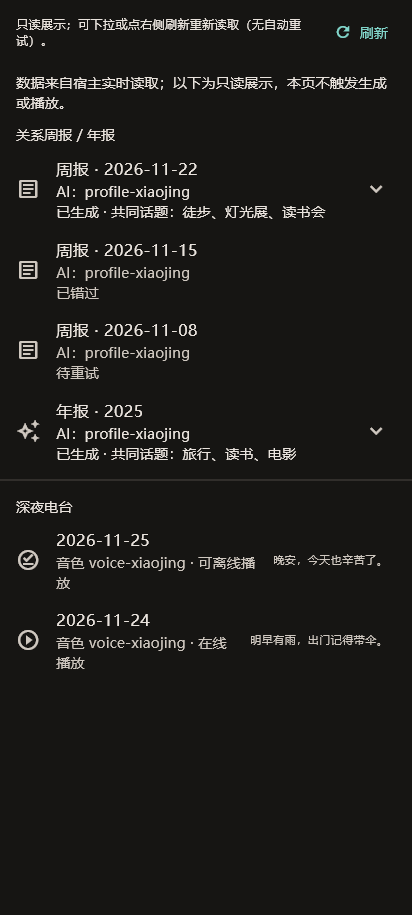 只读展示；可下拉或点右侧刷新重新读取（无自动重
试）。
刷新
数据来自宿主实时读取；以下为只读展示，本页不触发生成
或播放。
关系周报 / 年报
周报 · 2026-11-22
AI：profile-xiaojing
已生成 · 共同话题：徒步、灯光展、读书会
周报 · 2026-11-15
AI：profile-xiaojing
已错过
周报 · 2026-11-08
AI：profile-xiaojing
待重试
年报 · 2025
AI：profile-xiaojing
已生成 · 共同话题：旅行、读书、电影
深夜电台
2026-11-25
音色 voice-xiaojing · 可离线播
放
晚安，今天也辛苦了。
2026-11-24
音色 voice-xiaojing · 在线
播放
明早有雨，出门记得带伞。